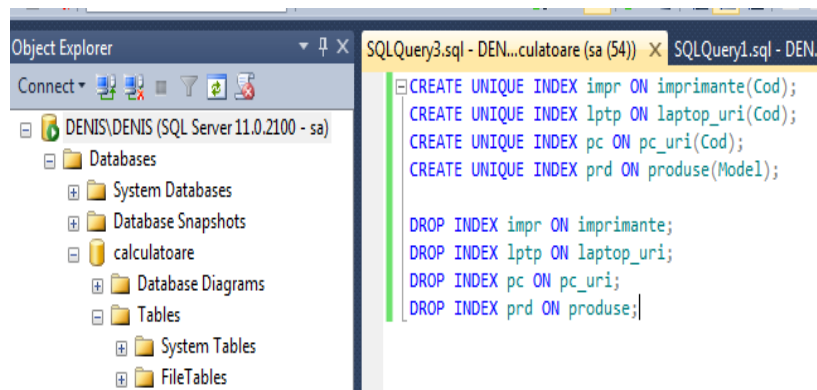 Object Explorer
Connect
DENIS\DENIS (SQL Server 11.0.2100 - sa)
Databases
System Databases
Database Snapshots
calculatoare
Database Diagrams
Tables
System Tables
FileTables
SQLQuery3.sql - DEN...culatoare (sa (54))
SQLQuery1.sql - DEN.
CREATE UNIQUE INDEX impr ON imprimante(Cod);
CREATE UNIQUE INDEX lptp ON laptop_uri(Cod);
CREATE UNIQUE INDEX pc ON pc_uri(Cod);
CREATE UNIQUE INDEX prd ON produse(Model);
DROP INDEX impr ON imprimante;
DROP INDEX lptp ON laptop_uri;
DROP INDEX pc ON pc_uri;
DROP INDEX prd ON produse;